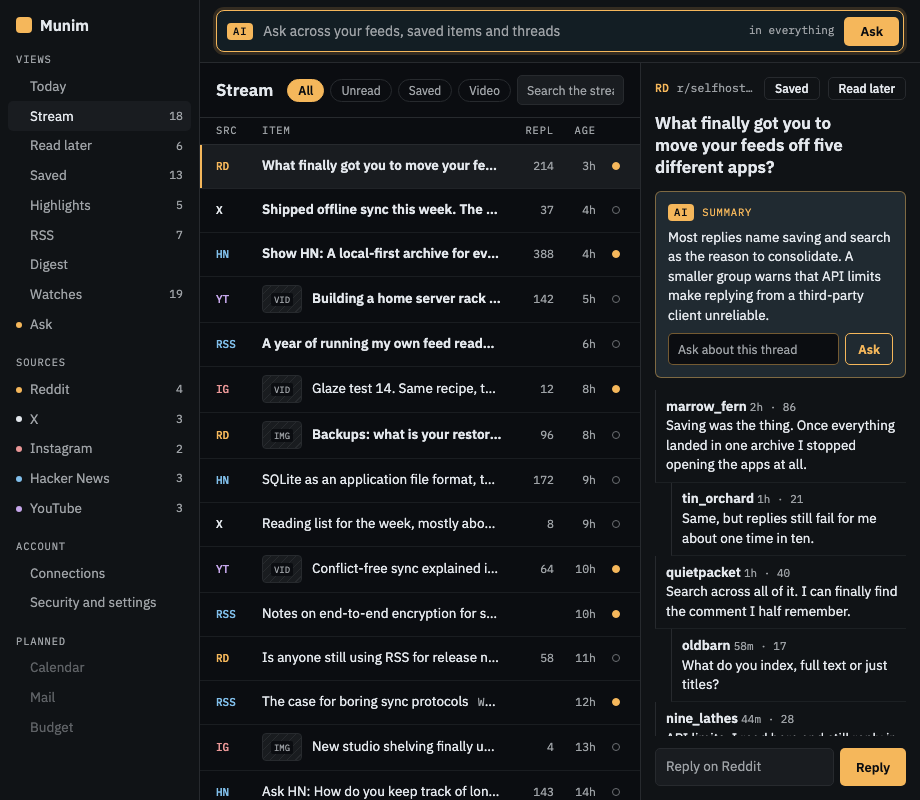 Munim
VIEWS
Today
Stream 18
Read later 6
Saved 13
Highlights 5
RSS 7
Digest
Watches 19
Ask
SOURCES
Reddit 4
X 3
Instagram 2
Hacker News 3
YouTube 3
ACCOUNT
Connections
Security and settings
PLANNED
Calendar
Mail
Budget
AI Ask across your feeds, saved items and threads in everything Ask
Stream All Unread Saved Video Search the strea
SRC ITEM REPL AGE
RD What finally got you to move your fe... 214 3h
X Shipped offline sync this week. The ... 37 4h
HN Show HN: A local-first archive for ev... 388 4h
YT VID Building a home server rack ... 142 5h
RSS A year of running my own feed read... 6h
IG VID Glaze test 14. Same recipe, t... 12 8h
RD IMG Backups: what is your restor... 96 8h
HN SQLite as an application file format, t... 172 9h
X Reading list for the week, mostly abo... 8 9h
YT VID Conflict-free sync explained i... 64 10h
RSS Notes on end-to-end encryption for s... 10h
RD Is anyone still using RSS for release n... 58 11h
RSS The case for boring sync protocols W... 12h
IG IMG New studio shelving finally u... 4 13h
HN Ask HN: How do you keep track of lon... 143 14h
RD r/selfhost… Saved Read later
What finally got you to
move your feeds off five
different apps?
AI SUMMARY
Most replies name saving and search
as the reason to consolidate. A
smaller group warns that API limits
make replying from a third-party
client unreliable.
Ask about this thread Ask
marrow_fern 2h · 86
Saving was the thing. Once everything
landed in one archive I stopped
opening the apps at all.
tin_orchard 1h · 21
Same, but replies still fail for me
about one time in ten.
quietpacket 1h · 40
Search across all of it. I can finally find
the comment I half remember.
oldbarn 58m · 17
What do you index, full text or just
titles?
nine_lathes 44m · 28
Reply on Reddit Reply